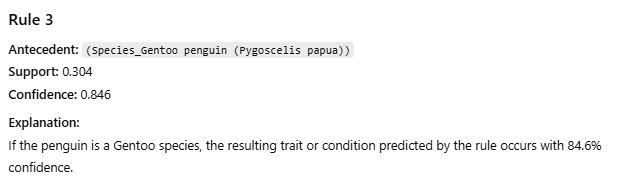 Rule 3
Antecedent: (Species_Gentoo penguin (Pygoscelis papua))
Support: 0.304
Confidence: 0.846
Explanation:
If the penguin is a Gentoo species, the resulting trait or condition predicted by the rule occurs with 84.6%
confidence.